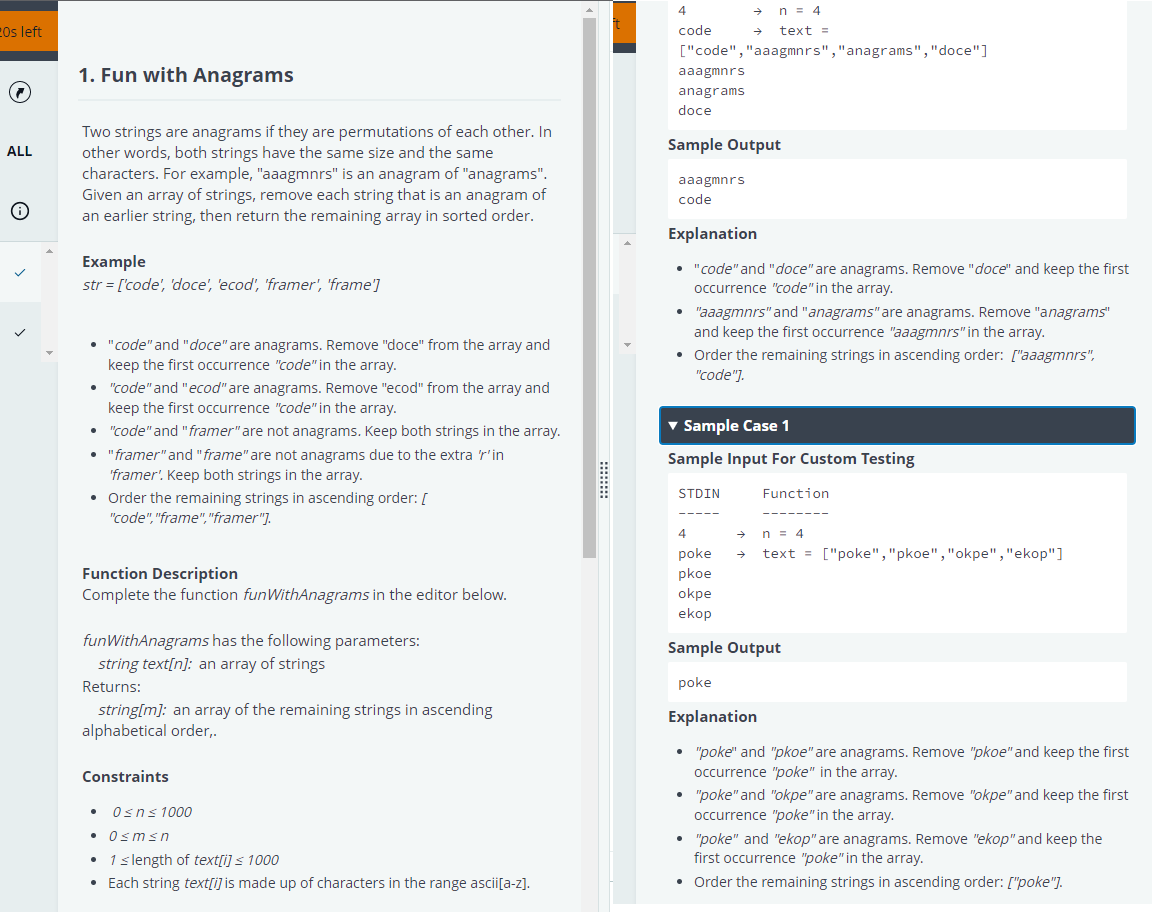 20s left
ALL
1. Fun with Anagrams
Two strings are anagrams if they are permutations of each other. In
other words, both strings have the same size and the same
characters. For example, "aaagmnrs" is an anagram of "anagrams".
Given an array of strings, remove each string that is an anagram of
an earlier string, then return the remaining array in sorted order.
Example
str = ['code', 'doce', 'ecod', 'framer', 'frame']
• "code" and "doce" are anagrams. Remove "doce" from the array and
keep the first occurrence "code" in the array.
• "code" and "ecod" are anagrams. Remove "ecod" from the array and
keep the first occurrence "code" in the array.
• "code" and "framer" are not anagrams. Keep both strings in the array.
• "framer" and "frame" are not anagrams due to the extra 'r' in
'framer'. Keep both strings in the array.
• Order the remaining strings in ascending order: [
"code","frame","framer"].
Function Description
Complete the function funWithAnagrams in the editor below.
funWithAnagrams has the following parameters:
string text[n]: an array of strings
Returns:
string[m]: an array of the remaining strings in ascending
alphabetical order,.
Constraints
• 0 ≤ n ≤ 1000
• 0 ≤ m ≤ n
• 1 ≤ length of text[i] ≤ 1000
• Each string text[i] is made up of characters in the range ascii[a-z].
ft
4 → n = 4
code → text =
["code","aaagmnrs","anagrams","doce"]
aaagmnrs
anagrams
doce
Sample Output
aaagmnrs
code
Explanation
• "code" and "doce" are anagrams. Remove "doce" and keep the first
occurrence "code" in the array.
• "aaagmnrs" and "anagrams" are anagrams. Remove "anagrams"
and keep the first occurrence "aaagmnrs" in the array.
• Order the remaining strings in ascending order: ["aaagmnrs",
"code"].
▼ Sample Case 1
Sample Input For Custom Testing
STDIN Function
----- --------
4 → n = 4
poke → text = ["poke","pkoe","okpe","ekop"]
pkoe
okpe
ekop
Sample Output
poke
Explanation
• "poke" and "pkoe" are anagrams. Remove "pkoe" and keep the first
occurrence "poke" in the array.
• "poke" and "okpe" are anagrams. Remove "okpe" and keep the first
occurrence "poke" in the array.
• "poke" and "ekop" are anagrams. Remove "ekop" and keep the
first occurrence "poke" in the array.
• Order the remaining strings in ascending order: ["poke"].